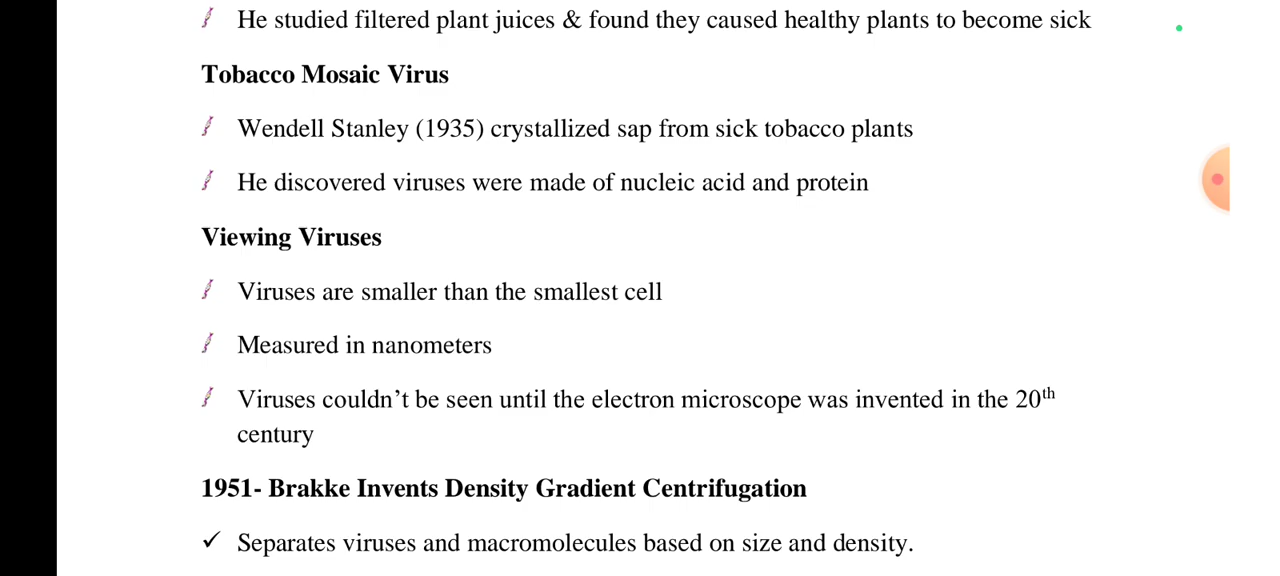 He studied filtered plant juices & found they caused healthy plants to become sick
Tobacco Mosaic Virus
Wendell Stanley (1935) crystallized sap from sick tobacco plants
He discovered viruses were made of nucleic acid and protein
Viewing Viruses
Viruses are smaller than the smallest cell
Measured in nanometers
Viruses couldn’t be seen until the electron microscope was invented in the 20th
century
1951- Brakke Invents Density Gradient Centrifugation
✓ Separates viruses and macromolecules based on size and density.